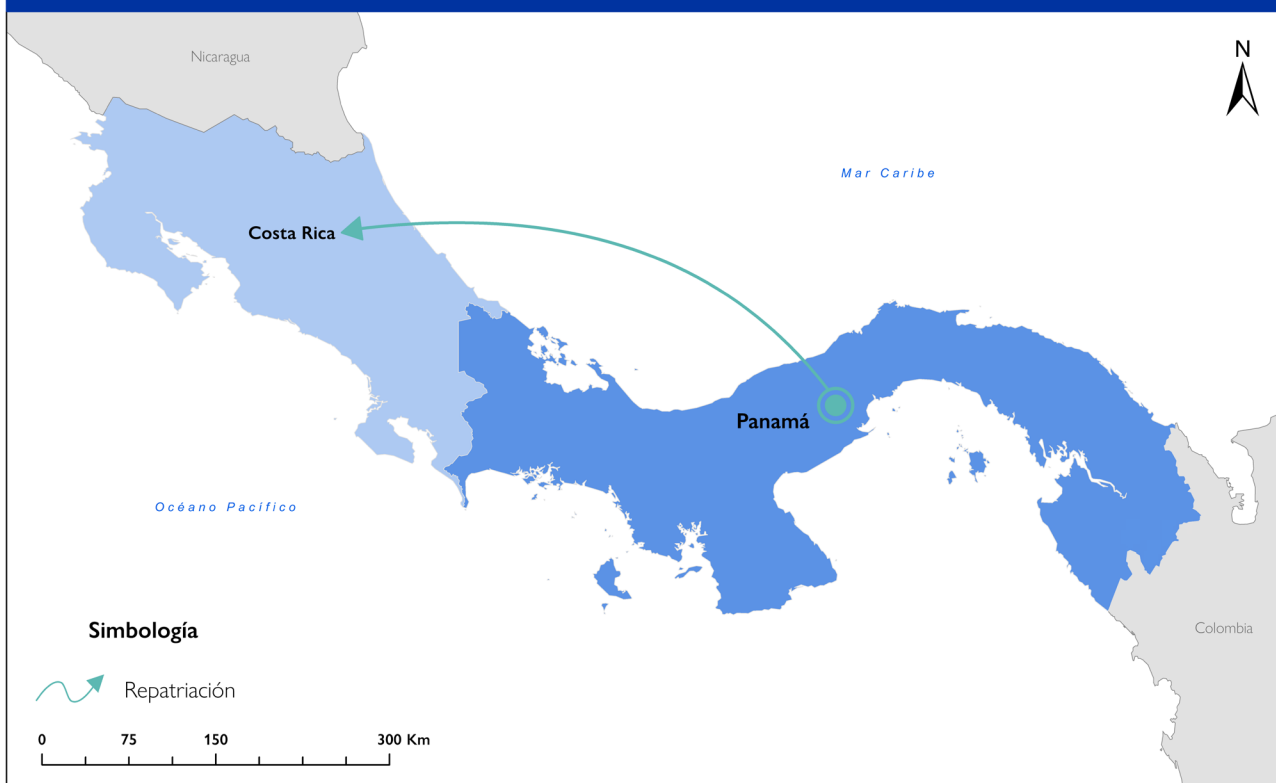 Nicaragua
N
Mar Caribe
Costa Rica
Panamá
Océano Pacífico
Colombia
Simbología
Repatriación
0 75 150 300 Km